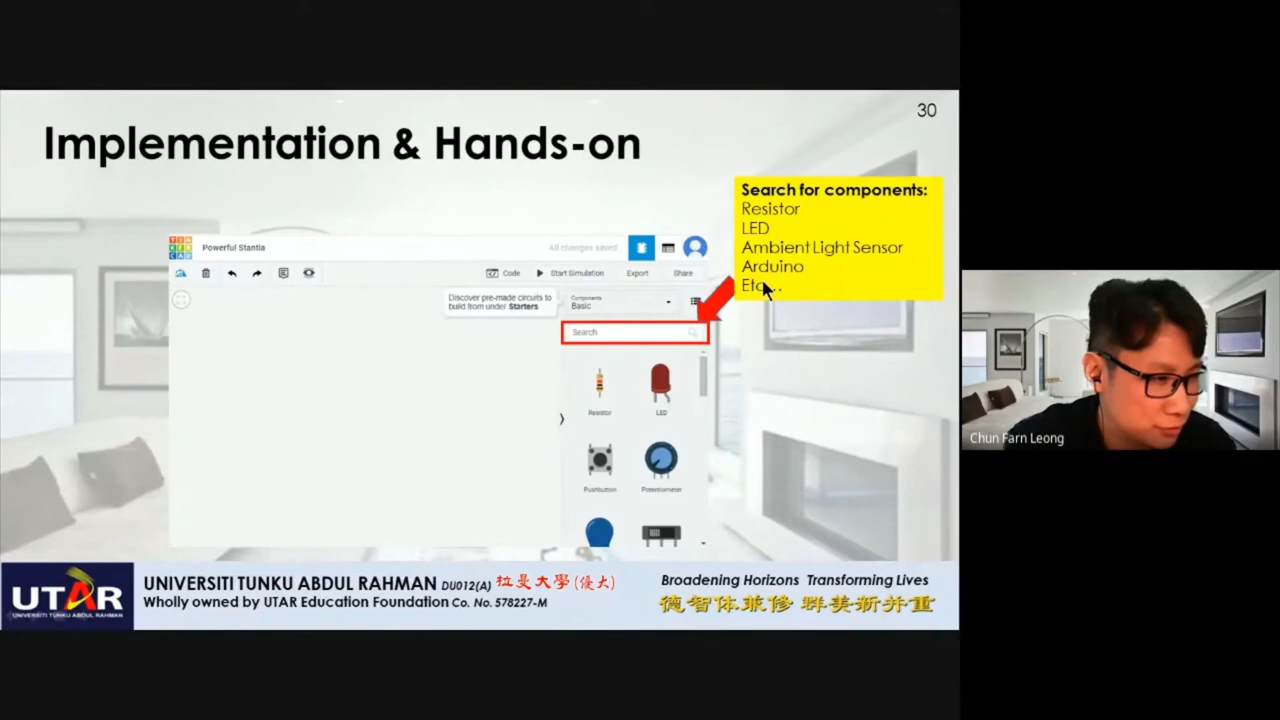 30
Implementation & Hands-on
Search for components:
Resistor
LED
Ambient Light Sensor
Arduino
Etc..
TIN
KER
CAD
Powerful Stantia
All changes saved
Code
Start Simulation
Export
Share
Discover pre-made circuits to
build from under Starters
Components
Basic
Search
Resistor
LED
Pushbutton
Potentiometer
Chun Farn Leong
UTAR
UNIVERSITI TUNKU ABDUL RAHMAN
UNIVERSITI TUNKU ABDUL RAHMAN DU012(A) 拉曼大學(優大)
Wholly owned by UTAR Education Foundation Co. No. 578227-M
Broadening Horizons Transforming Lives
德智体兼修 群美新并重